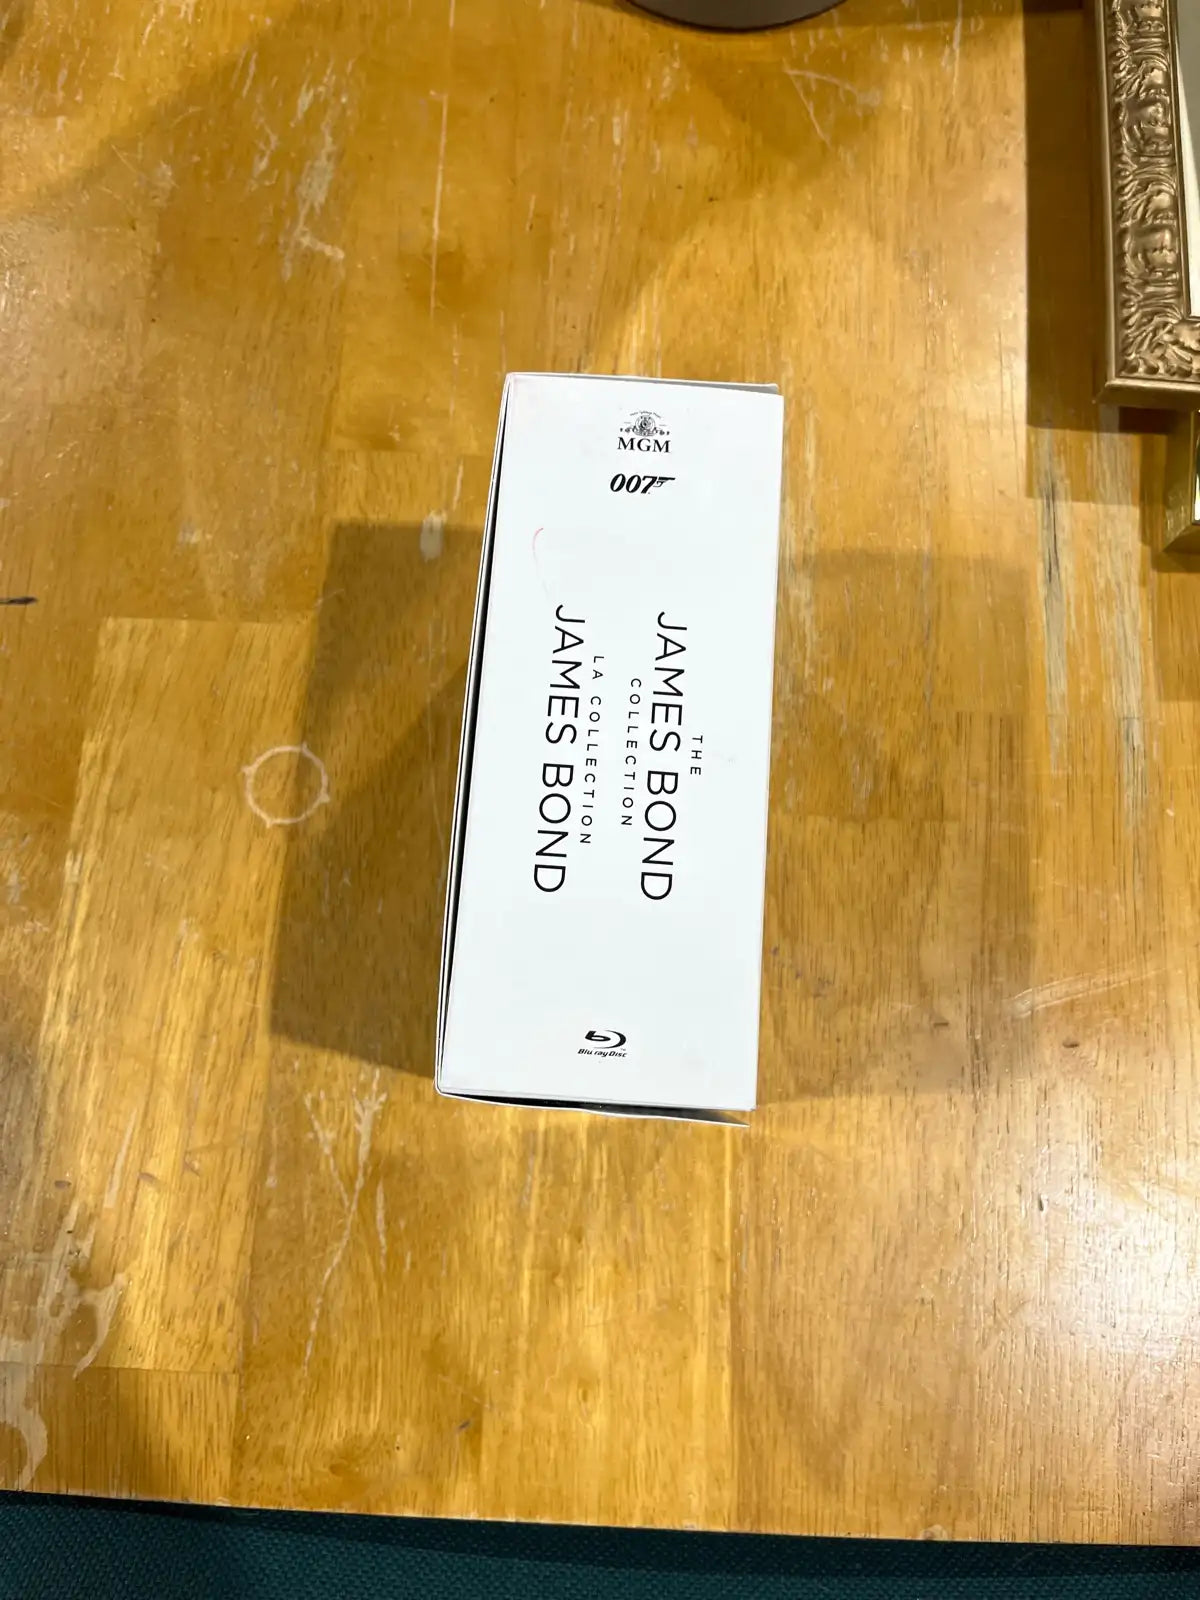 MGM
007
THE
JAMES BOND
COLLECTION
LA COLLECTION
JAMES BOND
Blu-ray Disc